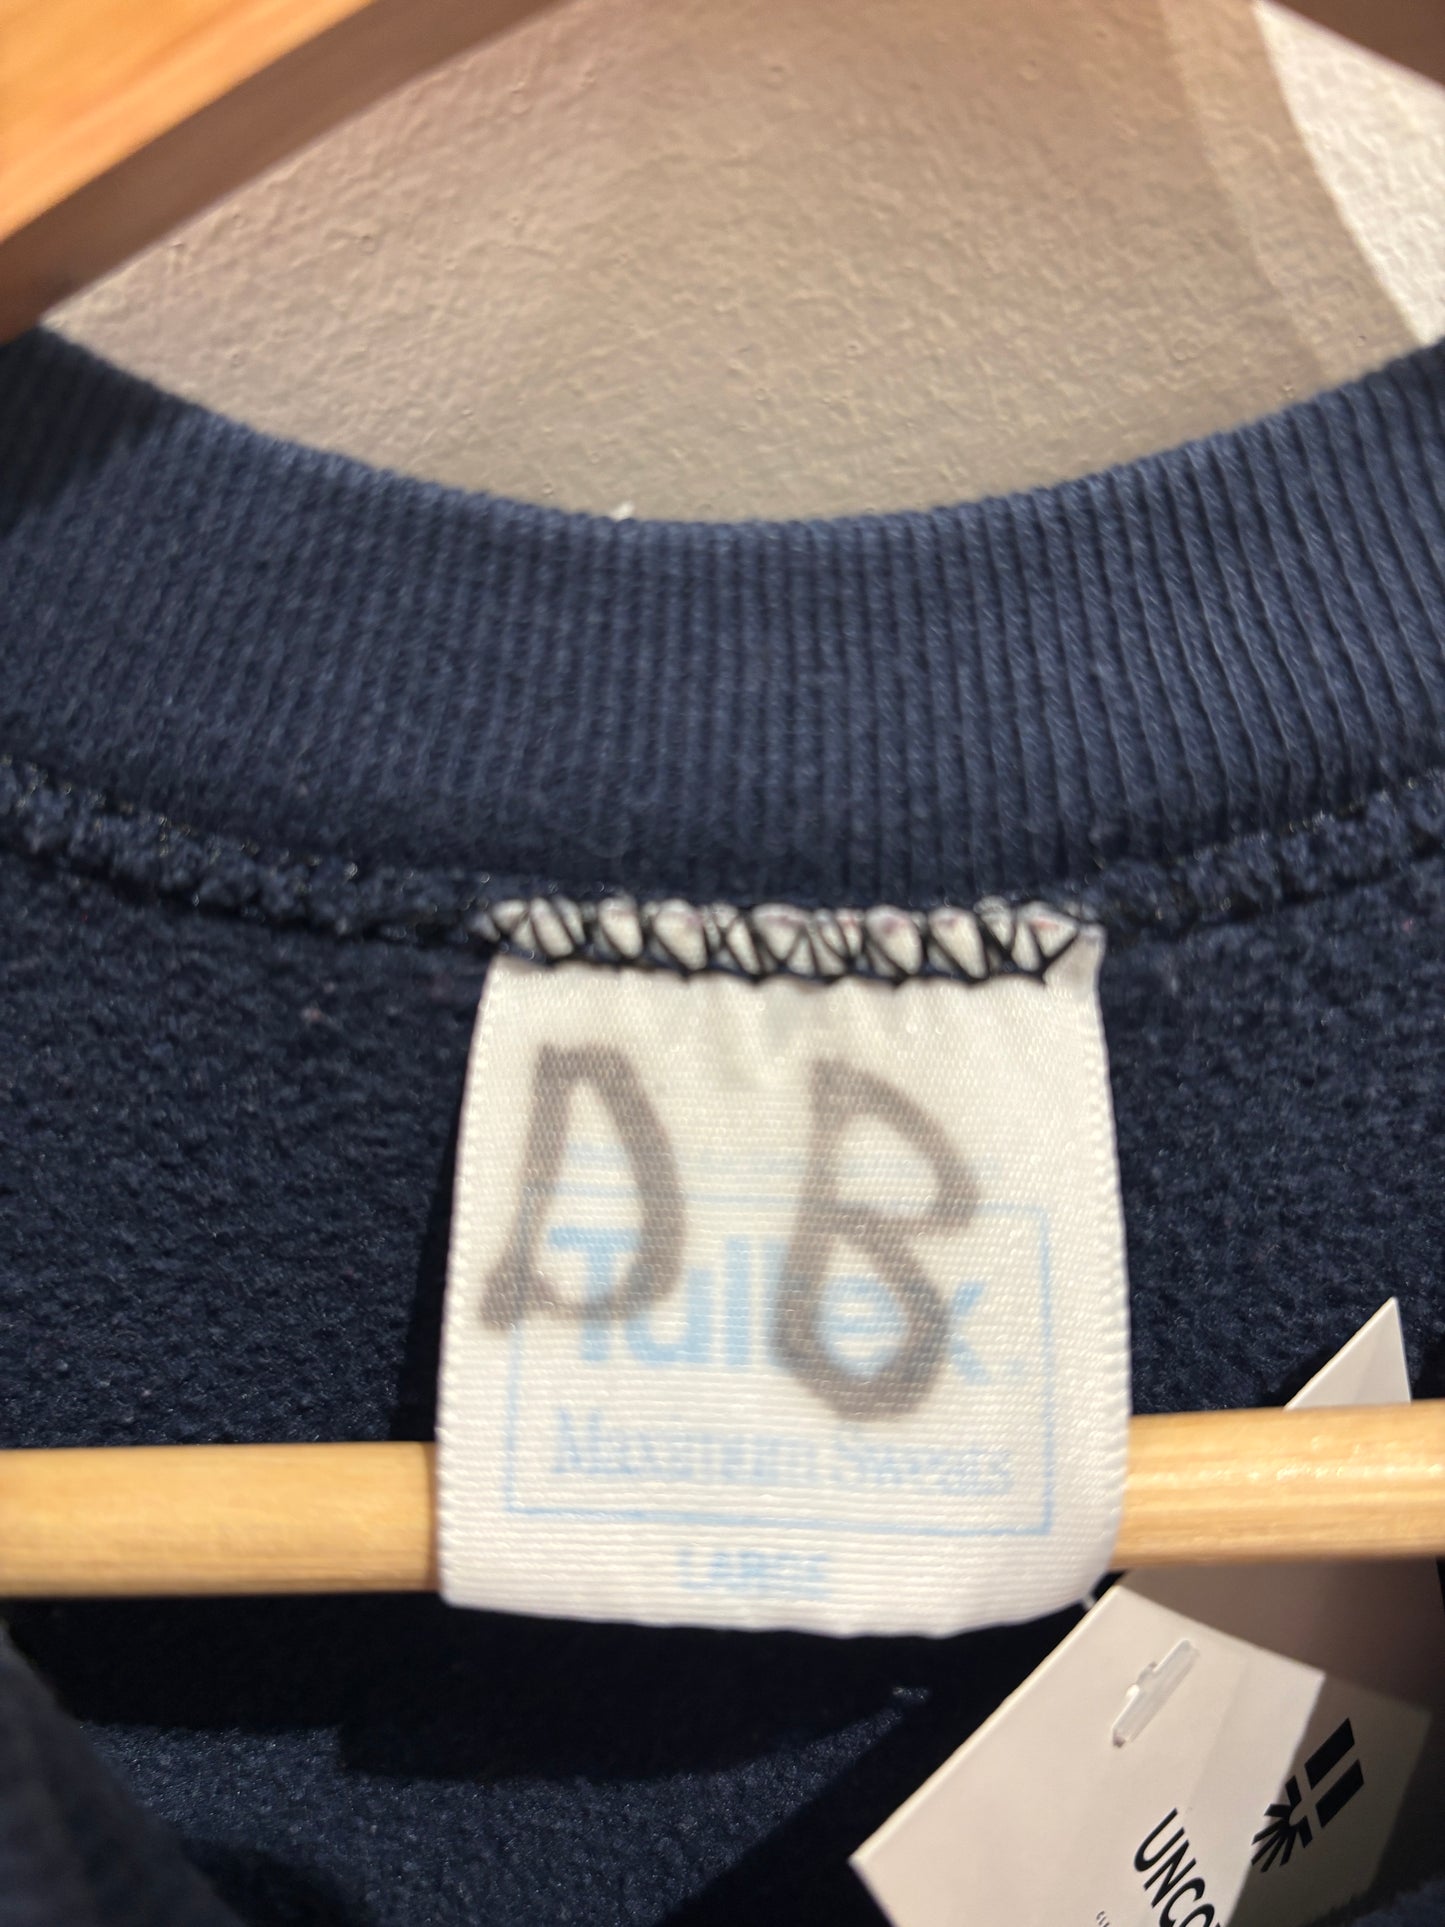 DB
Tultex.
Maximum Sweats
LARGE
UNCO